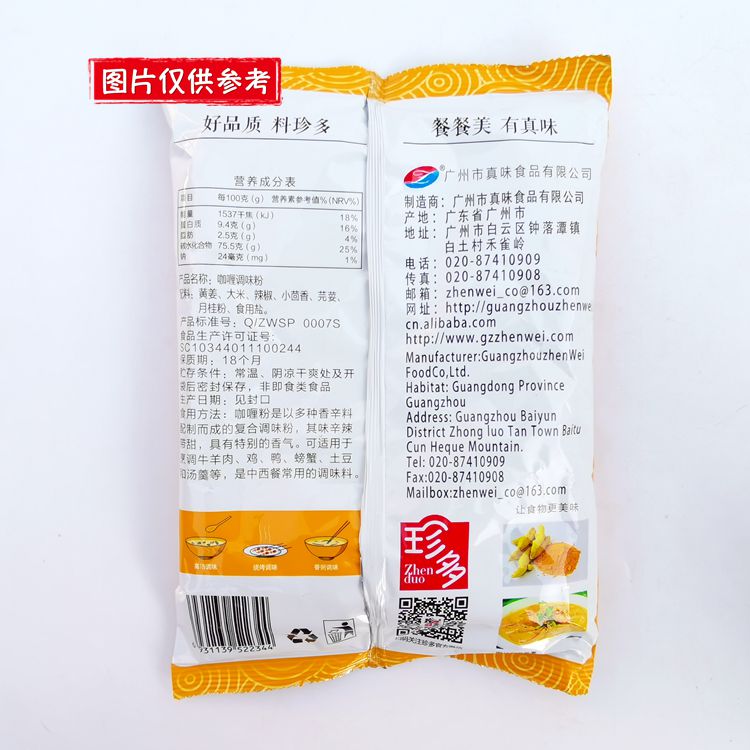 图片仅供参考
好品质 料珍多
营养成分表
项目 每100克(g) 营养素参考值%(NRV%)
能量 1537千焦(kJ) 18%
蛋白质 9.4克(g) 16%
脂肪 2.5克(g) 4%
碳水化合物 75.5克(g) 25%
钠 24毫克(mg) 1%
产品名称:咖喱调味粉
配料:黄姜、大米、辣椒、小茴香、芫荽、
月桂粉、食用盐。
产品标准号:Q/ZWSP 0007S
食品生产许可证号:
SC10344011100244
保质期:18个月
贮存条件:常温、阴凉干爽处及开
袋后密封保存,非即食类食品
生产日期:见封口
食用方法:咖喱粉是以多种香辛料
配制而成的复合调味粉,其味辛辣
带甜,具有特别的香气。可适用于
烹调牛羊肉、鸡、鸭、螃蟹、土豆
和汤羹等,是中西餐常用的调味料。
高汤调味 烧烤调味 香粥调味
6731139522344
餐餐美 有真味
® 广州市真味食品有限公司
制造商:广州市真味食品有限公司
产地:广东省广州市
地址:广州市白云区钟落潭镇
白土村禾雀岭
电话:020-87410909
传真:020-87410908
邮箱:zhenwei_co@163.com
网址:http://guangzhouzhenwei.
cn.alibaba.com
http://www.gzzhenwei.com
Manufacturer:GuangzhouzhenWei
FoodCo,Ltd.
Habitat: Guangdong Province
Guangzhou
Address: Guangzhou Baiyun
District Zhong luo Tan Town Baitu
Cun Heque Mountain.
Tel: 020-87410909
Fax:020-87410908
Mailbox:zhenwei_co@163.com
让食物更美味
珍多
Zhen
duo